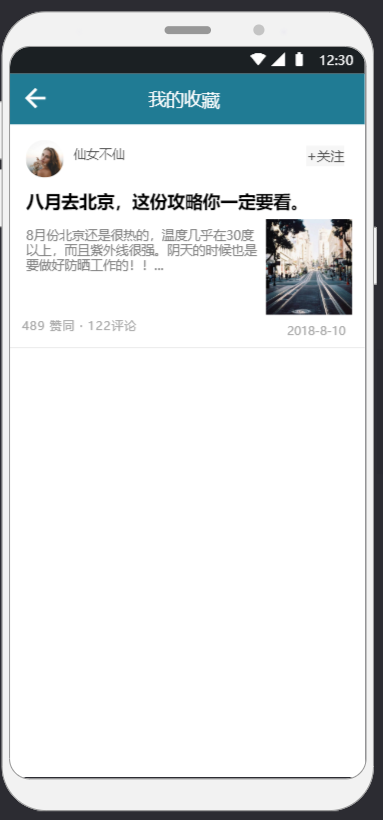 12:30
我的收藏
仙女不仙
+关注
八月去北京，这份攻略你一定要看。
8月份北京还是很热的，温度几乎在30度
以上，而且紫外线很强。阴天的时候也是
要做好防晒工作的！！...
489 赞同 · 122评论
2018-8-10